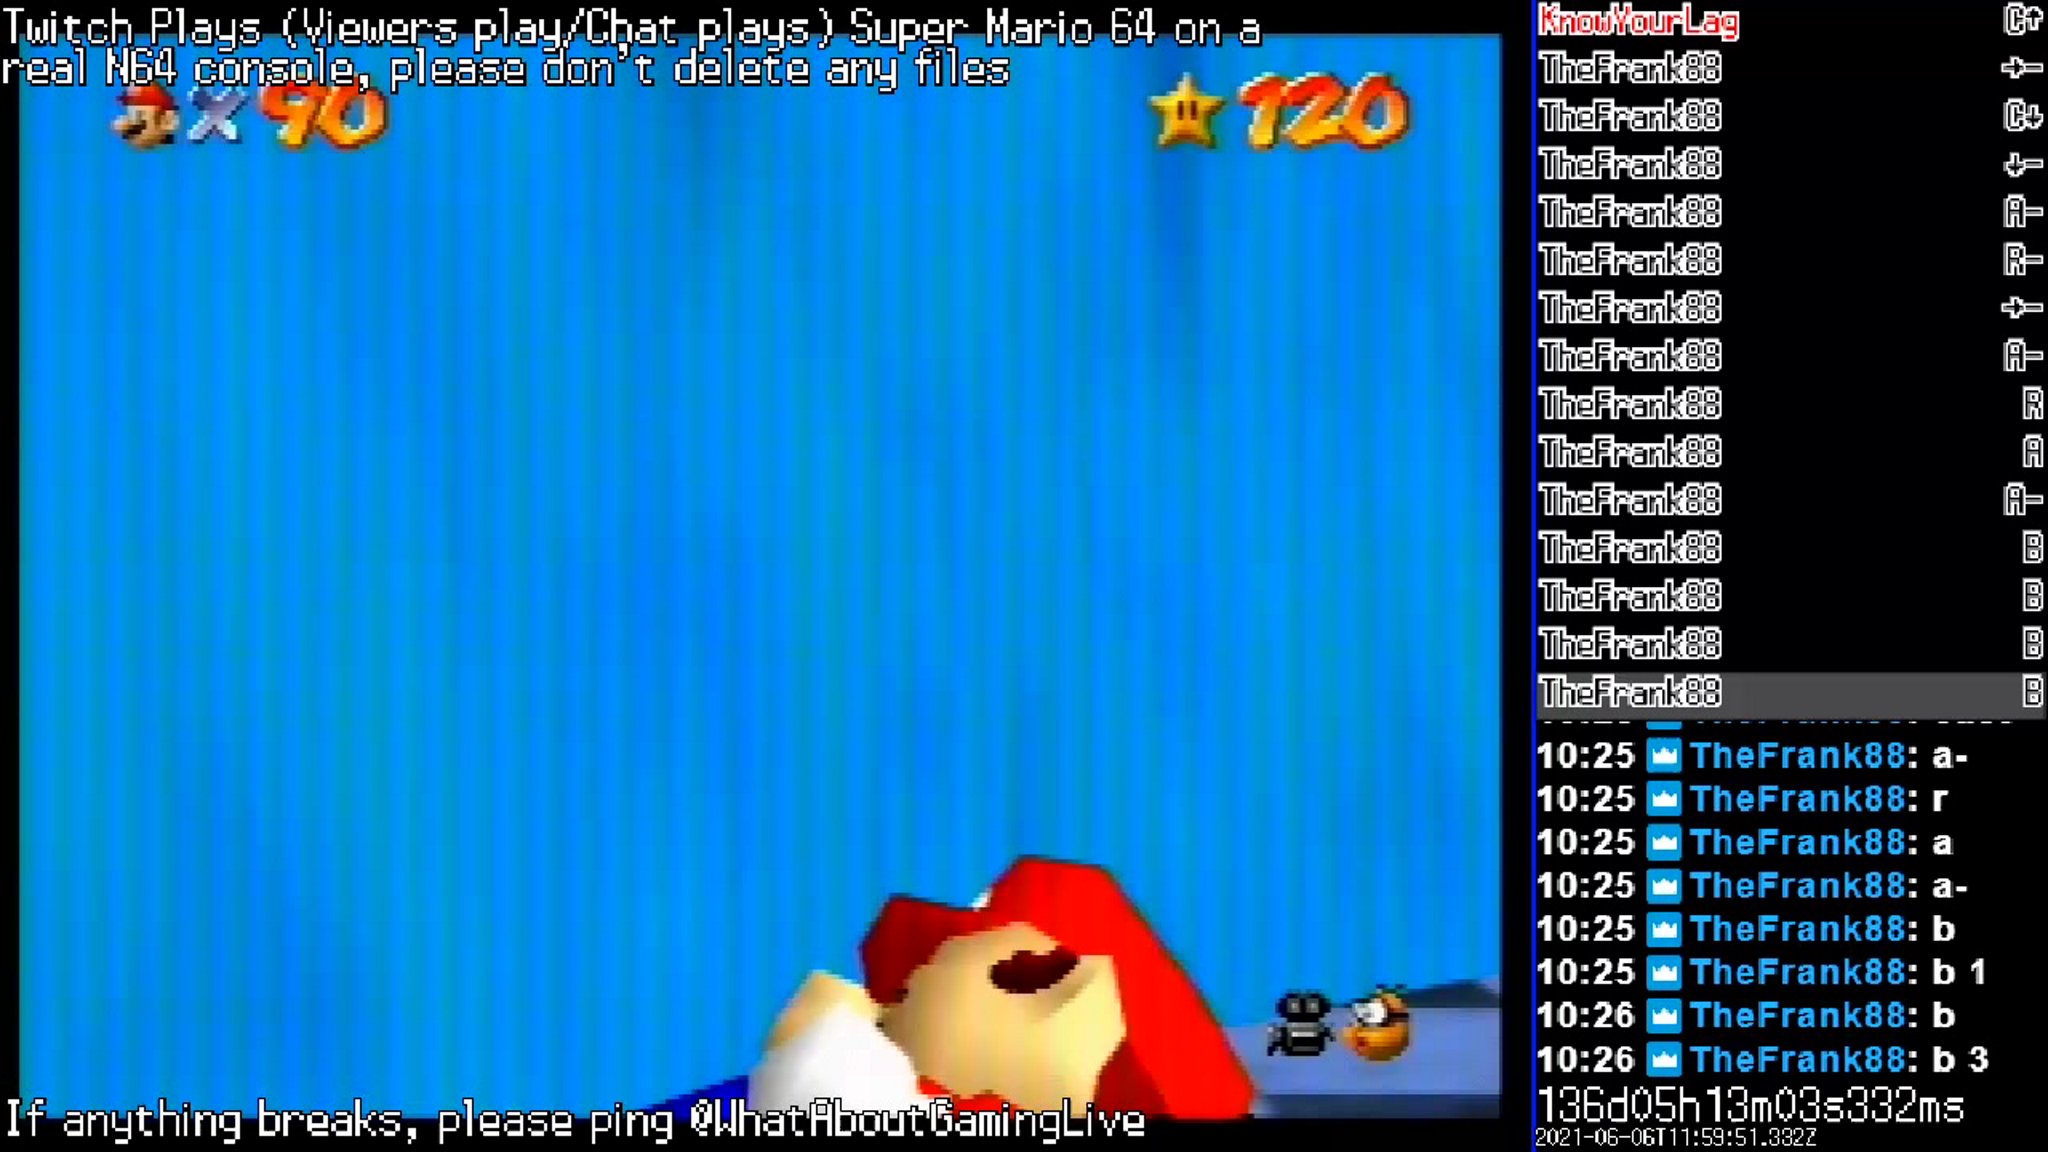 Twitch Plays (Viewers play/Chat plays) Super Mario 64 on a
real N64 console, please don't delete any files
x 90
120
KnowYourLag C↑
TheFrank88 →-
TheFrank88 C↓
TheFrank88 ↓-
TheFrank88 A-
TheFrank88 R-
TheFrank88 →-
TheFrank88 A-
TheFrank88 R
TheFrank88 A
TheFrank88 A-
TheFrank88 B
TheFrank88 B
TheFrank88 B
TheFrank88 B
10:25 TheFrank88: a-
10:25 TheFrank88: r
10:25 TheFrank88: a
10:25 TheFrank88: a-
10:25 TheFrank88: b
10:25 TheFrank88: b 1
10:26 TheFrank88: b
10:26 TheFrank88: b 3
136d05h13m03s332ms
2021-06-06T11:59:51.332Z
If anything breaks, please ping @WhatAboutGamingLive